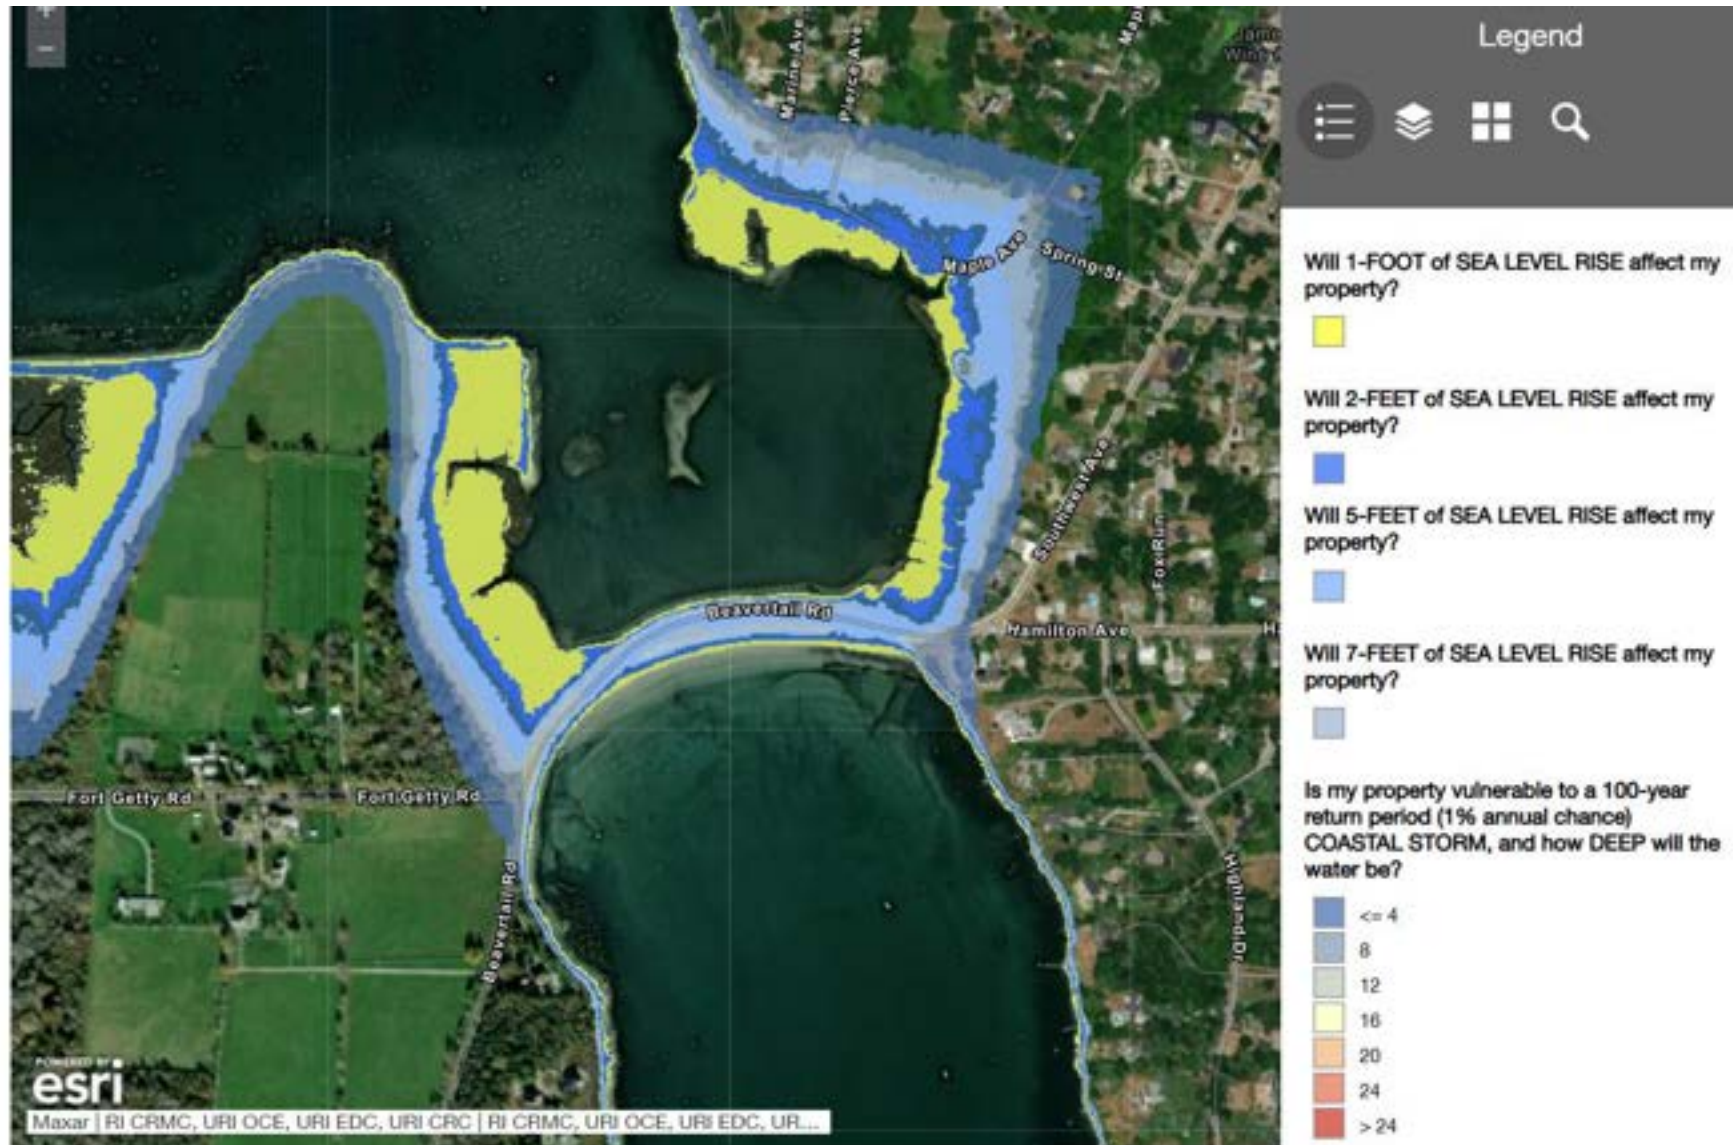 +
−
Marine Ave
Pierce Ave
Maple Ave
Spring St
Southwest Ave
Fox Run
Beavertail Rd
Hamilton Ave
Fort Getty Rd
Fort Getty Rd
Beavertail Rd
Highland Dr
POWERED BY
esri
Maxar | RI CRMC, URI OCE, URI EDC, URI CRC | RI CRMC, URI OCE, URI EDC, UR...
Legend
Will 1-FOOT of SEA LEVEL RISE affect my
property?
Will 2-FEET of SEA LEVEL RISE affect my
property?
Will 5-FEET of SEA LEVEL RISE affect my
property?
Will 7-FEET of SEA LEVEL RISE affect my
property?
Is my property vulnerable to a 100-year
return period (1% annual chance)
COASTAL STORM, and how DEEP will the
water be?
<= 4
8
12
16
20
24
> 24